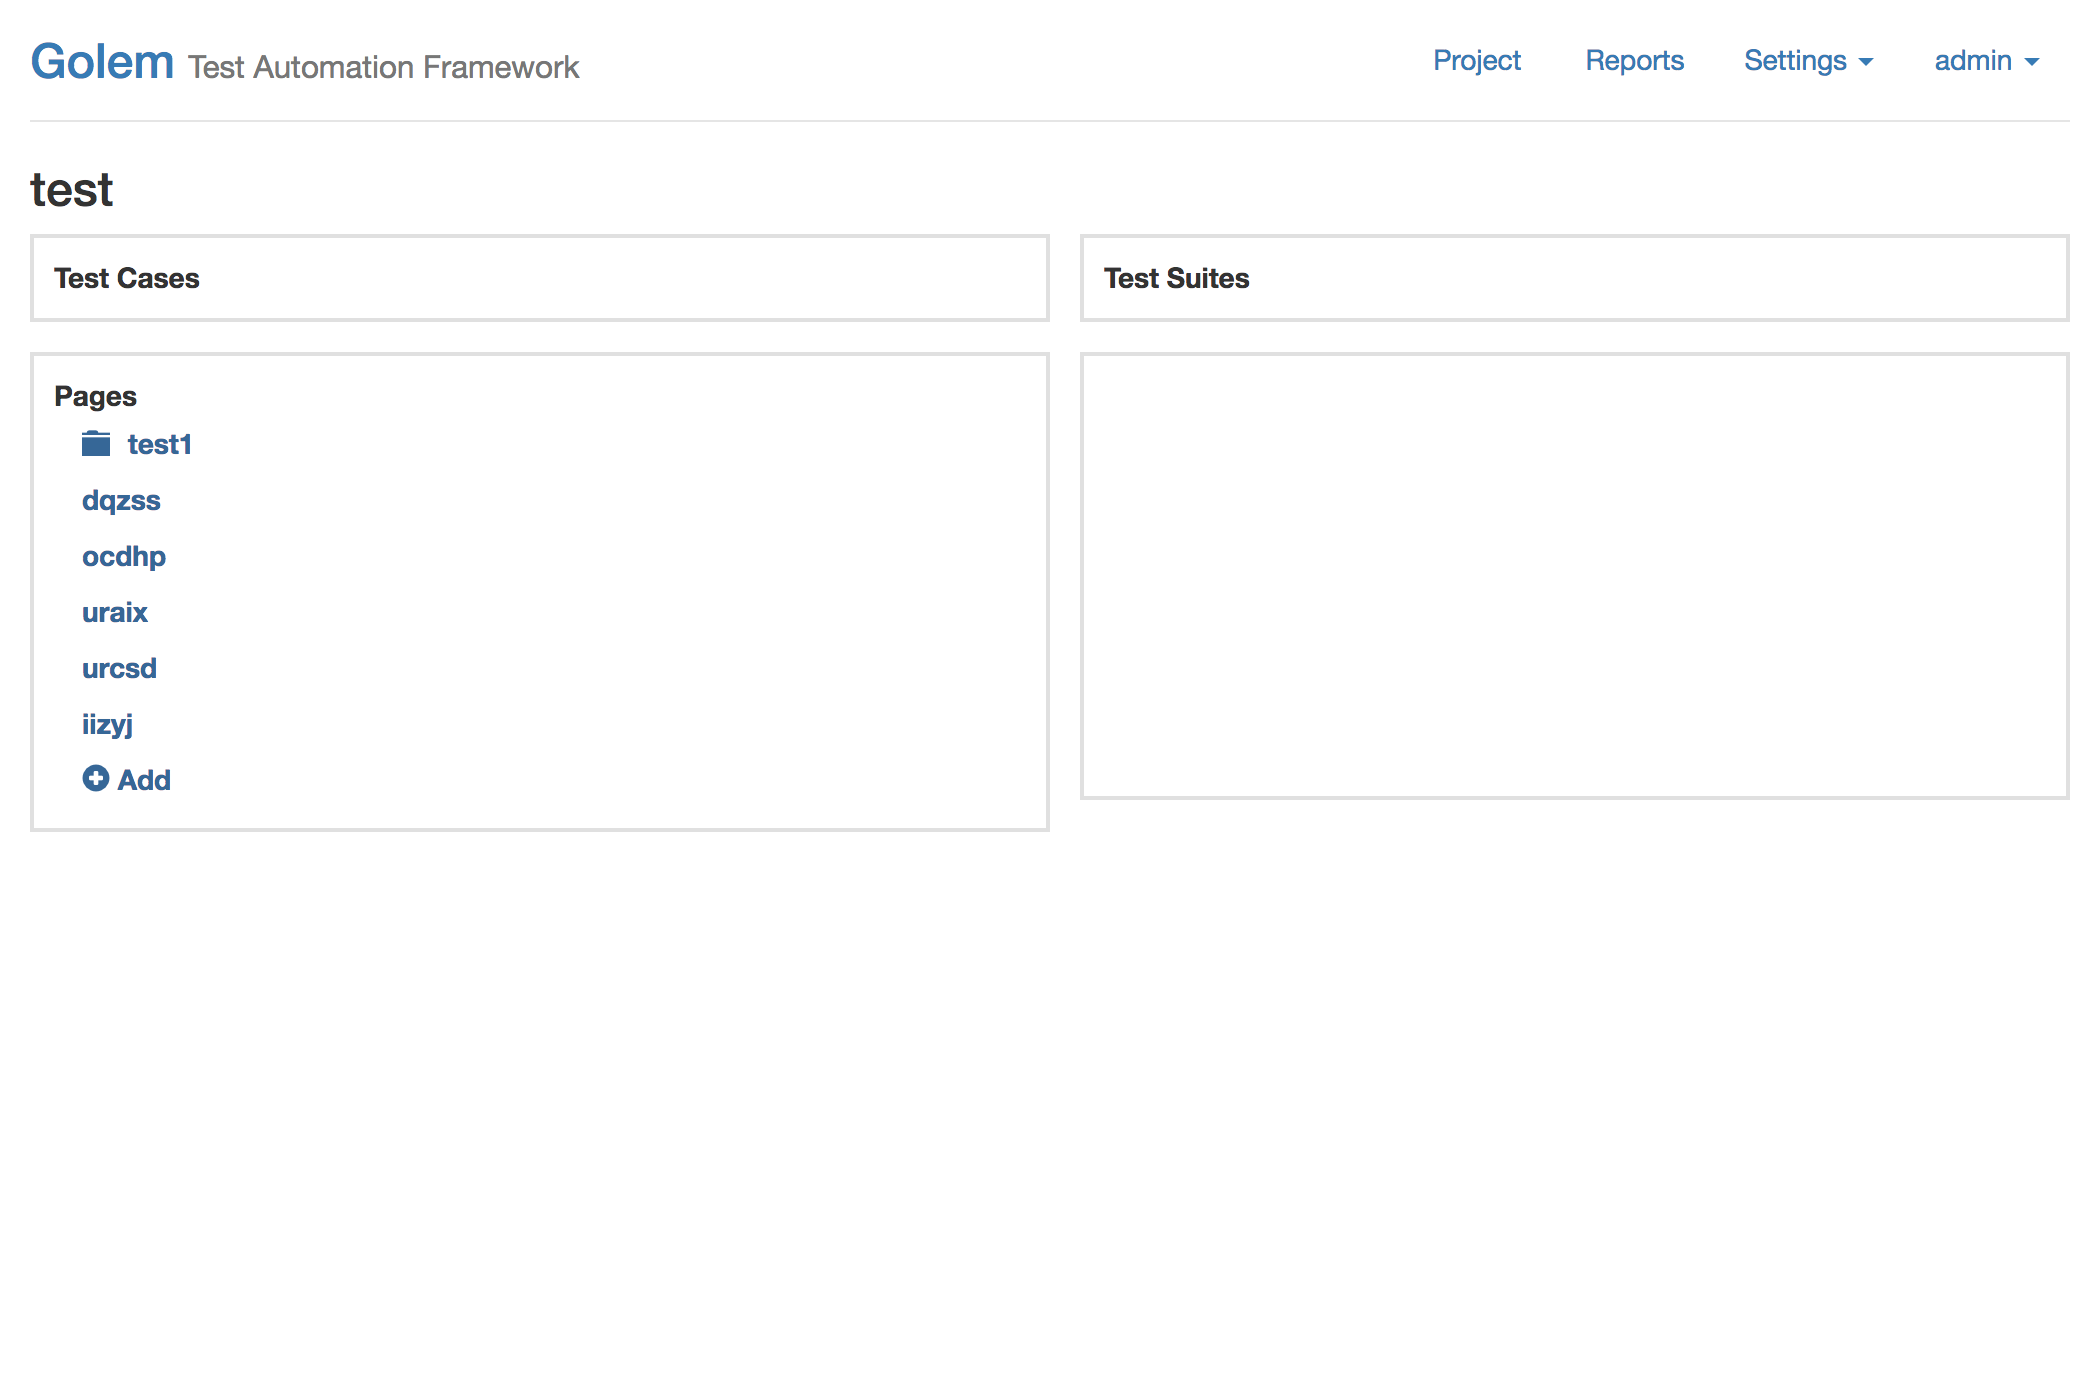 Golem Test Automation Framework
Project Reports Settings admin
test
Test Cases
Test Suites
Pages
test1
dqzss
ocdhp
uraix
urcsd
iizyj
Add